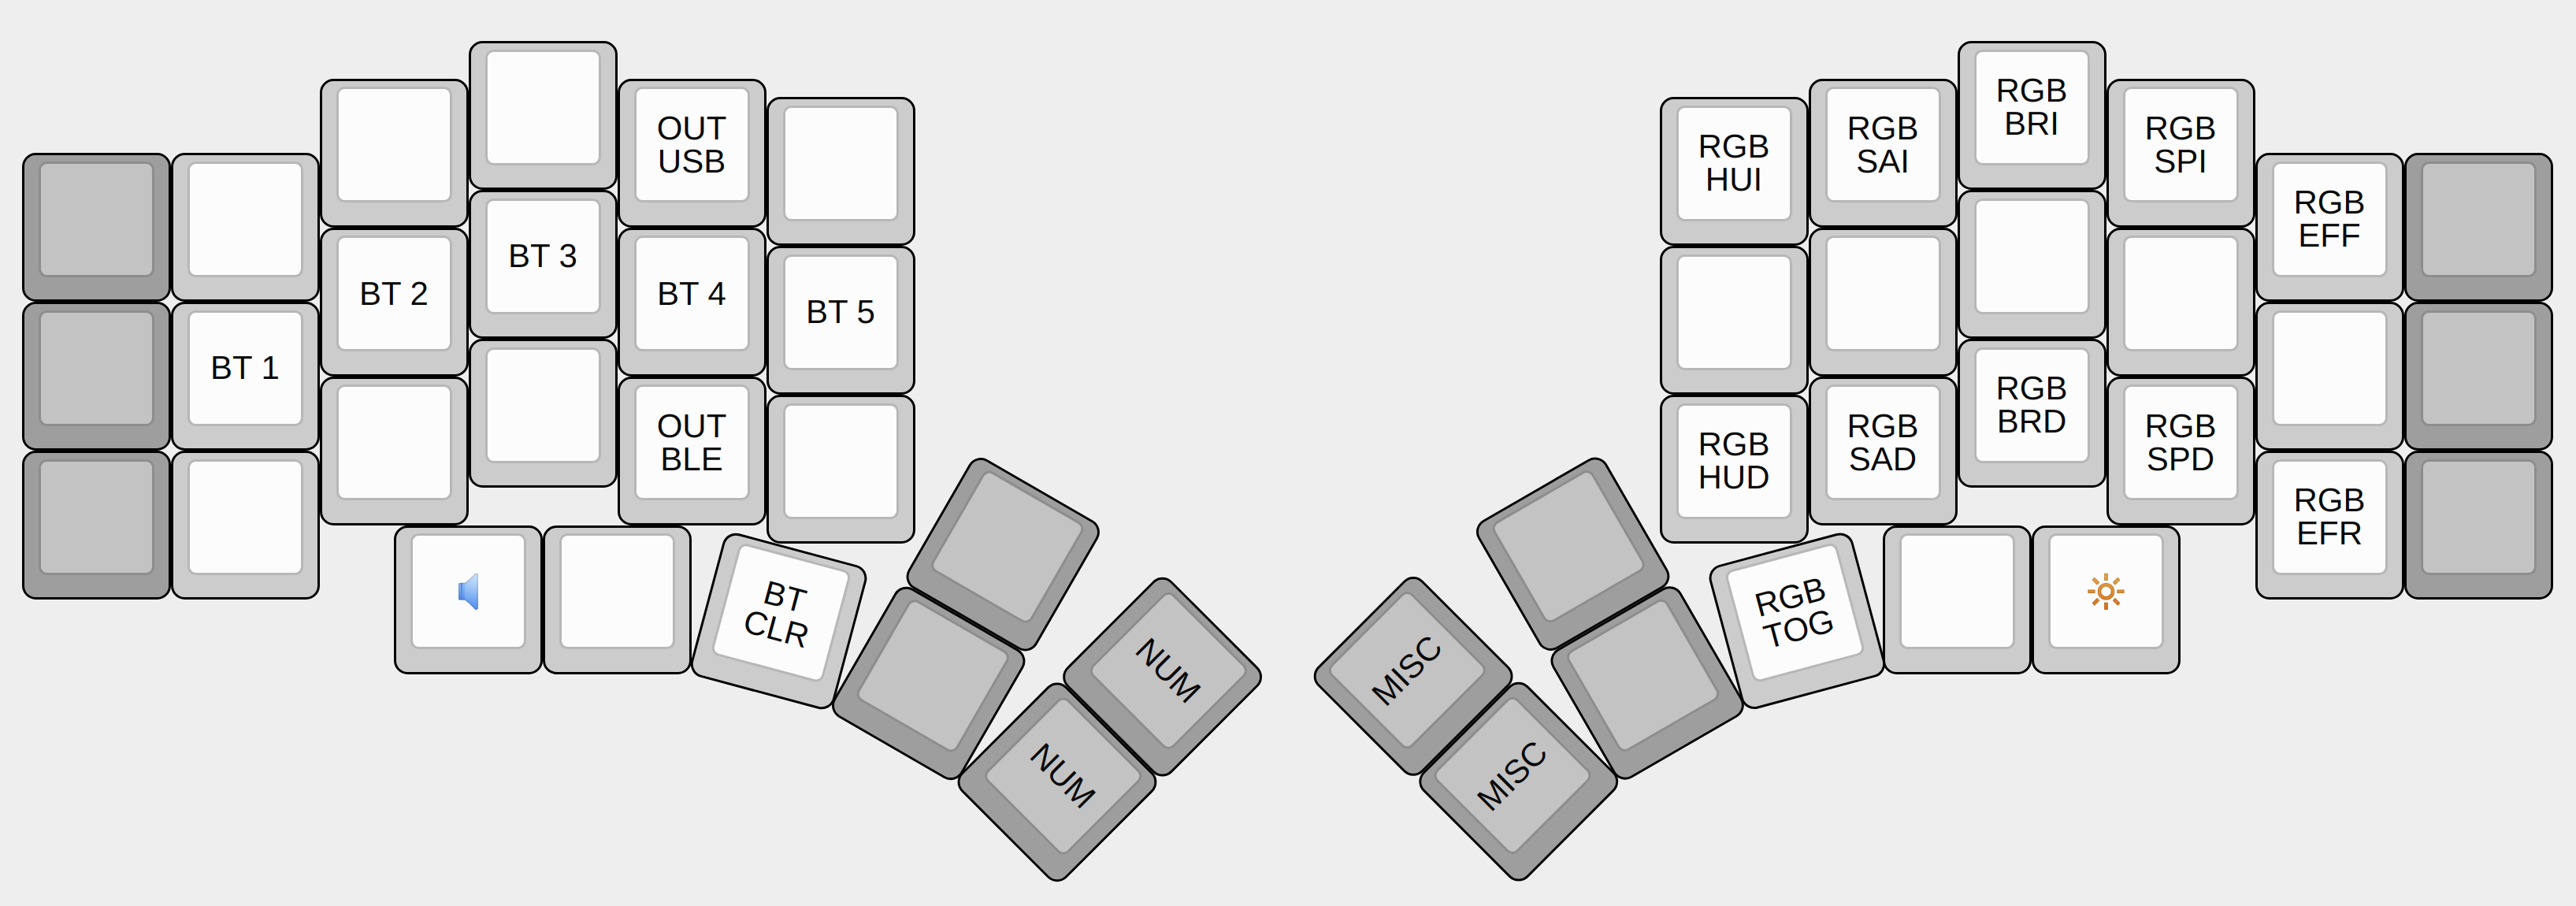 OUT
USB
BT 1
BT 2
BT 3
BT 4
BT 5
OUT
BLE
BT
CLR
NUM
NUM
RGB
HUI
RGB
SAI
RGB
BRI
RGB
SPI
RGB
EFF
RGB
HUD
RGB
SAD
RGB
BRD
RGB
SPD
RGB
EFR
RGB
TOG
MISC
MISC